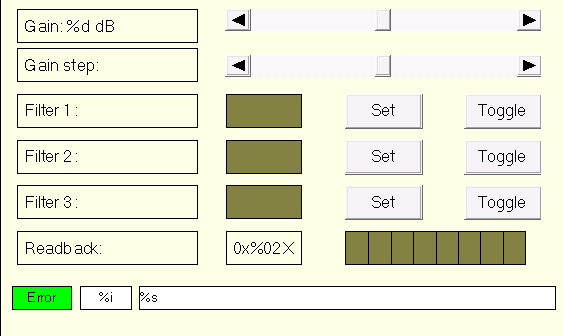 Gain: %d dB
Gain step:
Filter 1 : Set Toggle
Filter 2 : Set Toggle
Filter 3 : Set Toggle
Readback: 0x%02X
Error %i %s